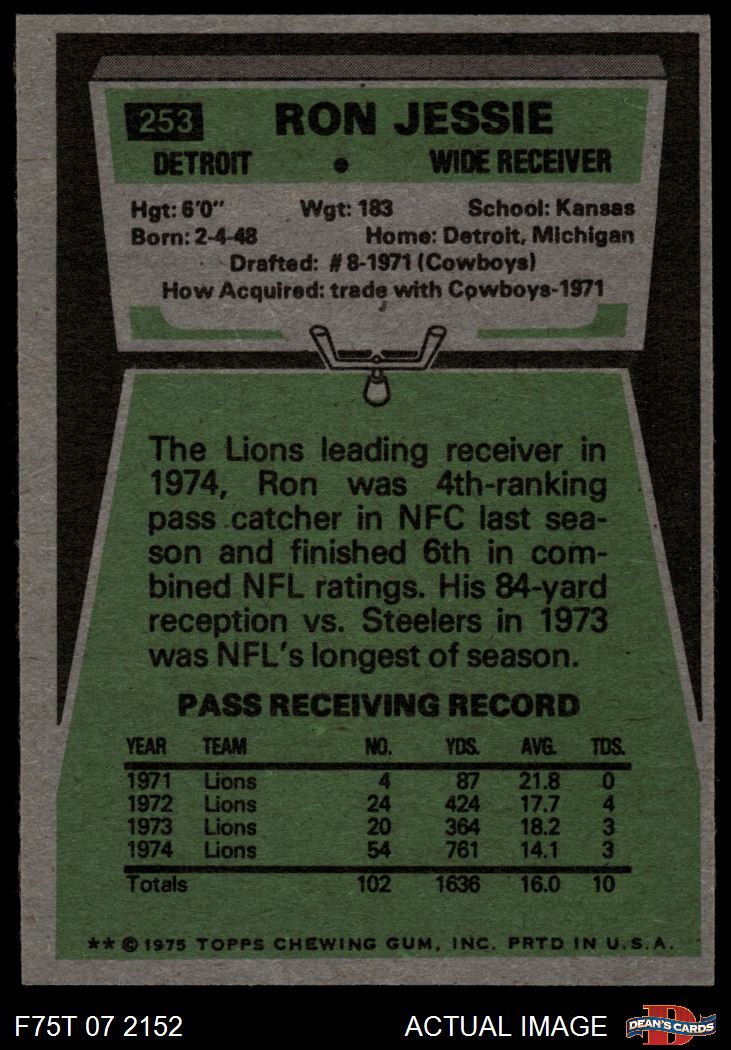 253 RON JESSIE
DETROIT • WIDE RECEIVER
Hgt: 6'0" Wgt: 183 School: Kansas
Born: 2-4-48 Home: Detroit, Michigan
Drafted: #8-1971 (Cowboys)
How Acquired: trade with Cowboys-1971
The Lions leading receiver in
1974, Ron was 4th-ranking
pass catcher in NFC last sea-
son and finished 6th in com-
bined NFL ratings. His 84-yard
reception vs. Steelers in 1973
was NFL's longest of season.
PASS RECEIVING RECORD
YEAR TEAM NO. YDS. AVG. TDS.
1971 Lions 4 87 21.8 0
1972 Lions 24 424 17.7 4
1973 Lions 20 364 18.2 3
1974 Lions 54 761 14.1 3
Totals 102 1636 16.0 10
** © 1975 TOPPS CHEWING GUM, INC. PRTD IN U.S.A.
F75T 07 2152 ACTUAL IMAGE D DEAN'S CARDS